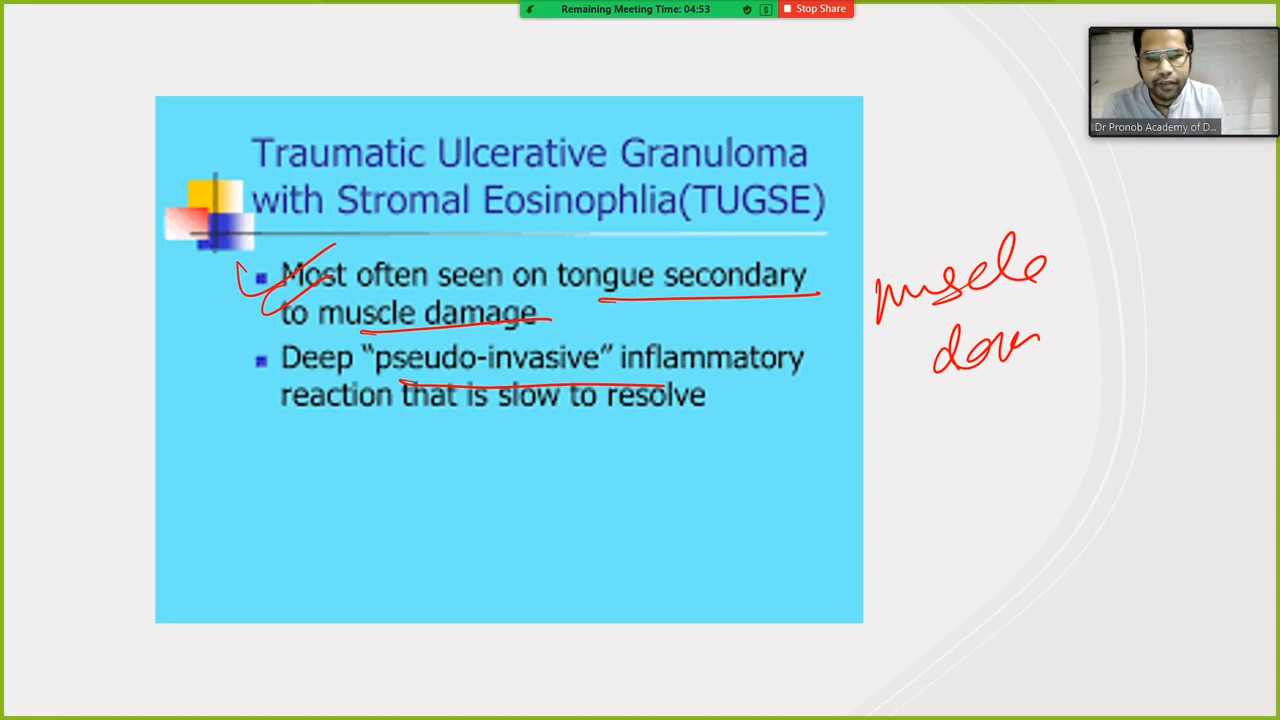 Remaining Meeting Time: 04:53
Stop Share
Dr Pronob Academy of D...
Traumatic Ulcerative Granuloma
with Stromal Eosinophlia(TUGSE)
Most often seen on tongue secondary
to muscle damage
Deep “pseudo-invasive” inflammatory
reaction that is slow to resolve
muscle